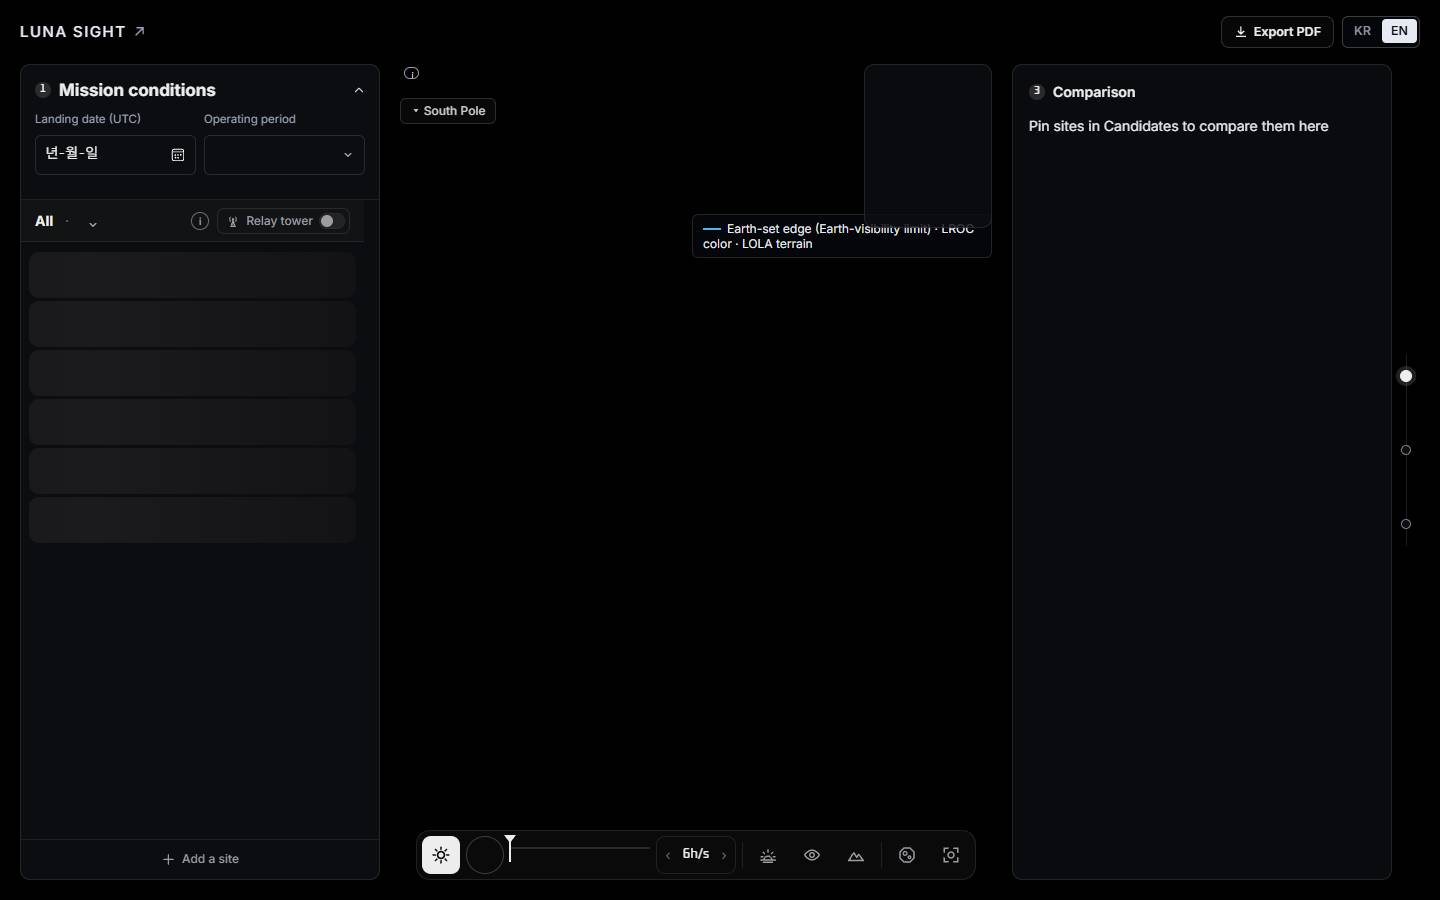 LUNA SIGHT
Export PDF
KR
EN
1
Mission conditions
Landing date (UTC)
Operating period
년-월-일
All
Relay tower
Add a site
South Pole
Earth-set edge (Earth-visibility limit) · LROC
color · LOLA terrain
6h/s
3
Comparison
Pin sites in Candidates to compare them here